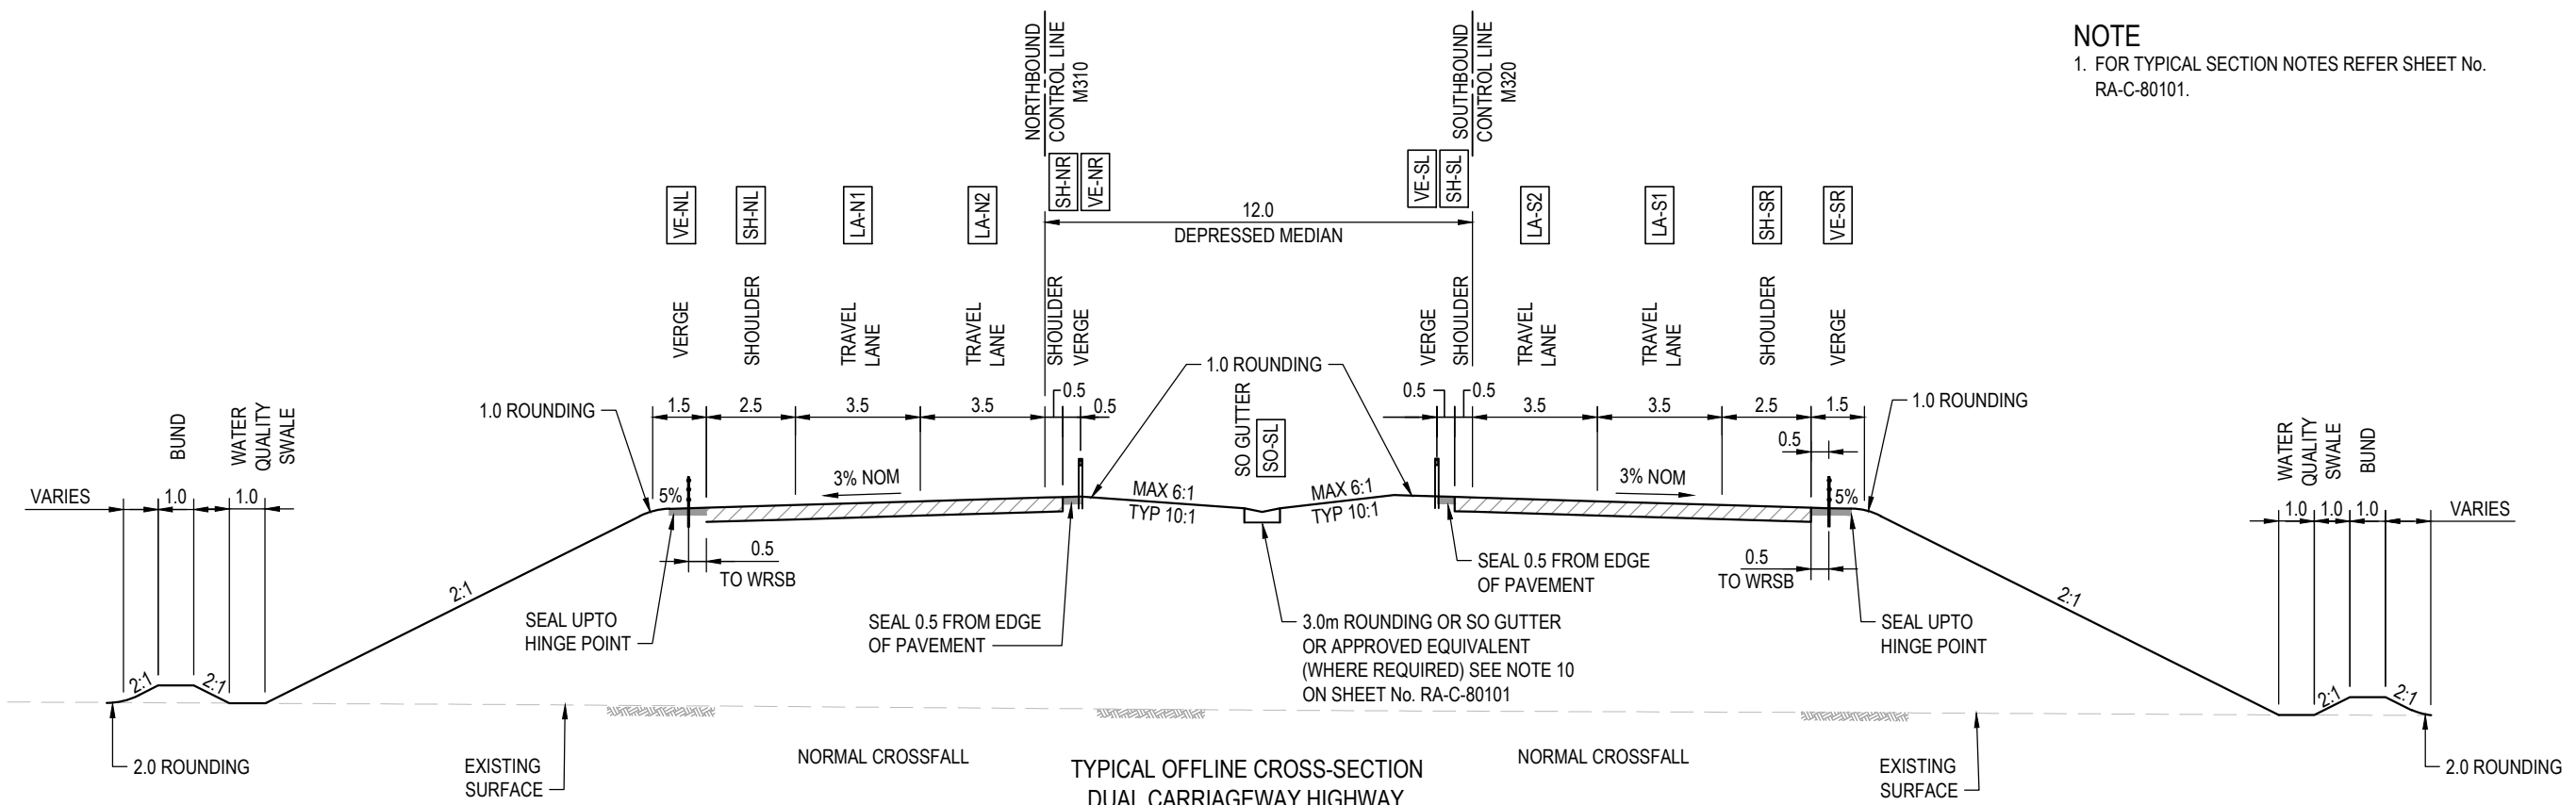 NOTE
1. FOR TYPICAL SECTION NOTES REFER SHEET No.
RA-C-80101.
NORTHBOUND
CONTROL LINE
M310
SOUTHBOUND
CONTROL LINE
M320
VE-NL
SH-NL
LA-N1
LA-N2
SH-NR
VE-NR
VE-SL
SH-SL
LA-S2
LA-S1
SH-SR
VE-SR
12.0
DEPRESSED MEDIAN
VERGE
SHOULDER
TRAVEL
LANE
TRAVEL
LANE
SHOULDER
VERGE
VERGE
SHOULDER
TRAVEL
LANE
TRAVEL
LANE
SHOULDER
VERGE
1.0 ROUNDING
SO GUTTER
SO-SL
1.0 ROUNDING
1.5
2.5
3.5
3.5
0.5
0.5
0.5
0.5
3.5
3.5
2.5
1.5
1.0 ROUNDING
0.5
BUND
WATER
QUALITY
SWALE
WATER
QUALITY
SWALE
BUND
VARIES
1.0
1.0
5%
3% NOM
MAX 6:1
TYP 10:1
MAX 6:1
TYP 10:1
3% NOM
5%
1.0
1.0
1.0
VARIES
0.5
TO WRSB
SEAL 0.5 FROM EDGE
OF PAVEMENT
0.5
TO WRSB
2:1
2:1
SEAL UPTO
HINGE POINT
SEAL 0.5 FROM EDGE
OF PAVEMENT
3.0m ROUNDING OR SO GUTTER
OR APPROVED EQUIVALENT
(WHERE REQUIRED) SEE NOTE 10
ON SHEET No. RA-C-80101
SEAL UPTO
HINGE POINT
2:1
2:1
2:1
2:1
2.0 ROUNDING
EXISTING
SURFACE
NORMAL CROSSFALL
TYPICAL OFFLINE CROSS-SECTION
DUAL CARRIAGEWAY HIGHWAY
NORMAL CROSSFALL
EXISTING
SURFACE
2.0 ROUNDING